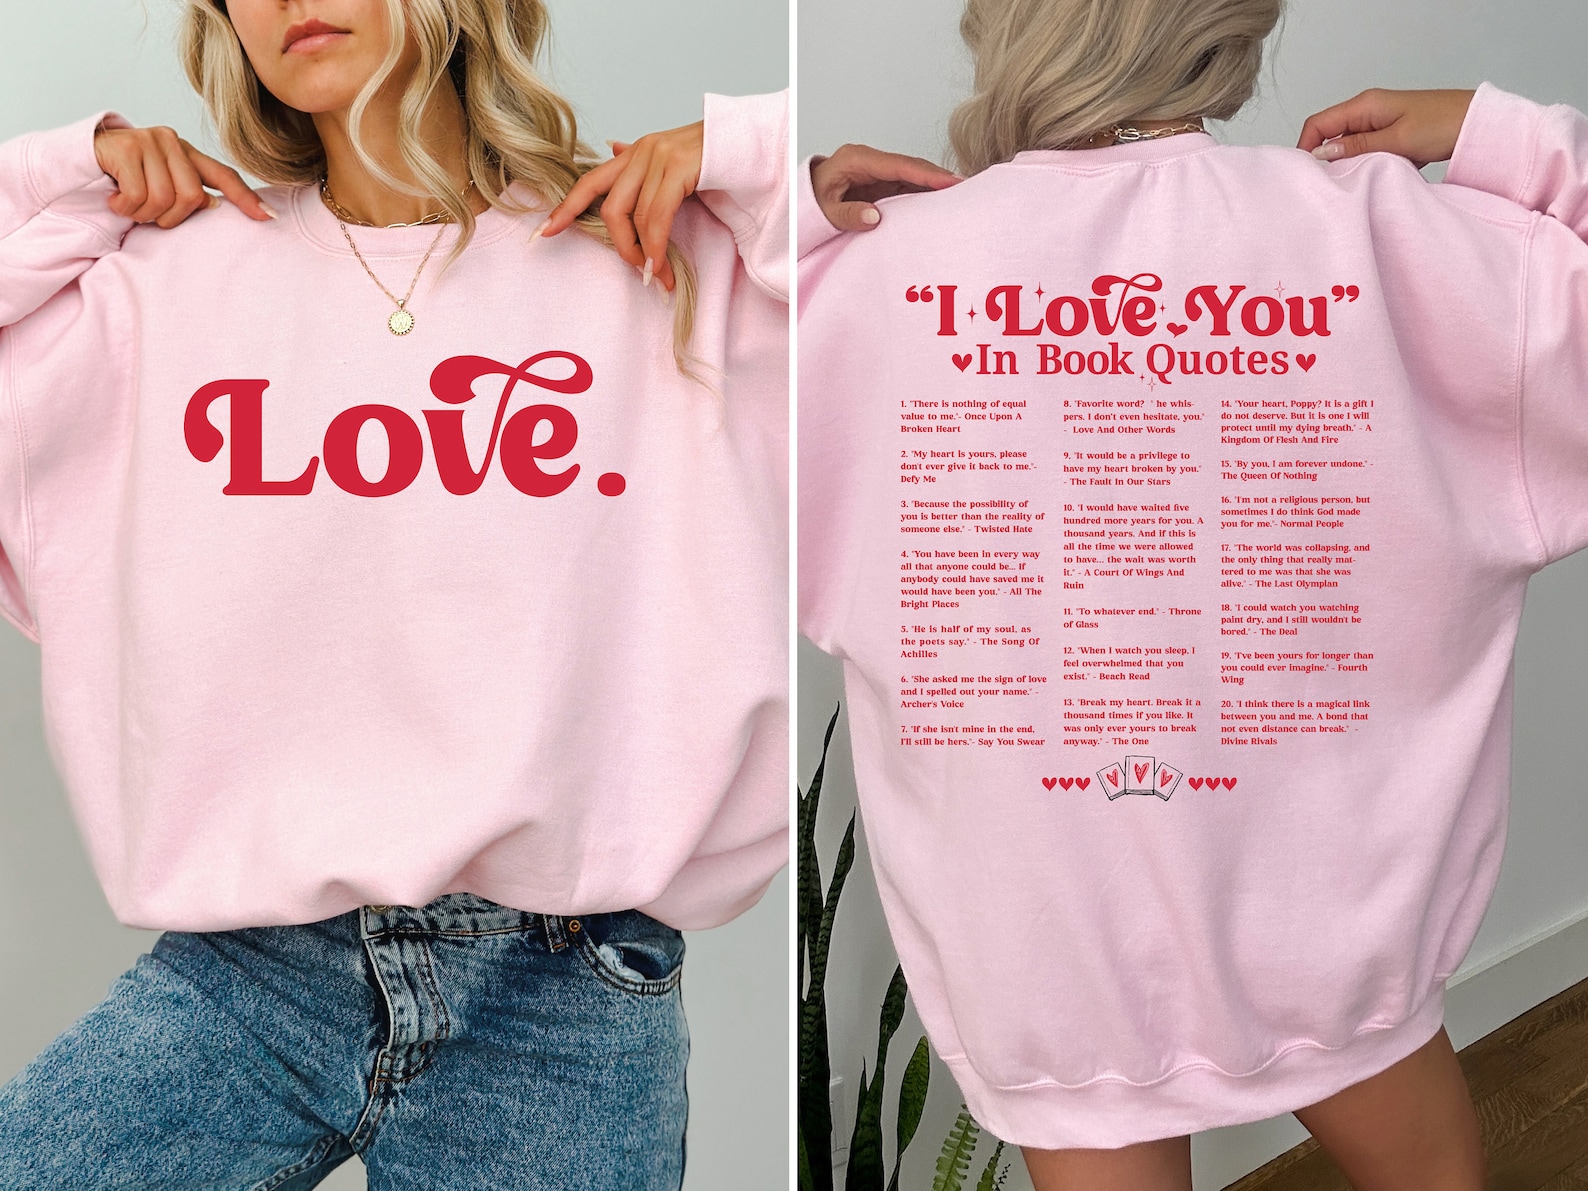 Love.
"I Love You"
In Book Quotes
1. "There is nothing of equal
value to me."- Once Upon A
Broken Heart
2. "My heart is yours, please
don't ever give it back to me."-
Defy Me
3. "Because the possibility of
you is better than the reality of
someone else." - Twisted Hate
4. "You have been in every way
all that anyone could be... If
anybody could have saved me it
would have been you." - All The
Bright Places
5. "He is half of my soul, as
the poets say." - The Song Of
Achilles
6. "She asked me the sign of love
and I spelled out your name." -
Archer's Voice
7. "If she isn't mine in the end,
I'll still be hers."- Say You Swear
8. "Favorite word? " he whis-
pers. I don't even hesitate, you."
- Love And Other Words
9. "It would be a privilege to
have my heart broken by you."
- The Fault In Our Stars
10. "I would have waited five
hundred more years for you. A
thousand years. And if this is
all the time we were allowed
to have... the wait was worth
it." - A Court Of Wings And
Ruin
11. "To whatever end." - Throne
of Glass
12. "When I watch you sleep, I
feel overwhelmed that you
exist." - Beach Read
13. "Break my heart. Break it a
thousand times if you like. It
was only ever yours to break
anyway." - The One
14. "Your heart, Poppy? It is a gift I
do not deserve. But it is one I will
protect until my dying breath." - A
Kingdom Of Flesh And Fire
15. "By you, I am forever undone." -
The Queen Of Nothing
16. "I'm not a religious person, but
sometimes I do think God made
you for me."- Normal People
17. "The world was collapsing, and
the only thing that really mat-
tered to me was that she was
alive." - The Last Olympian
18. "I could watch you watching
paint dry, and I still wouldn't be
bored." - The Deal
19. "I've been yours for longer than
you could ever imagine." - Fourth
Wing
20. "I think there is a magical link
between you and me. A bond that
not even distance can break." -
Divine Rivals